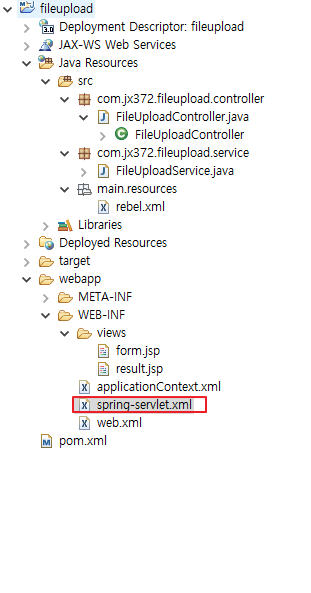 fileupload
Deployment Descriptor: fileupload
JAX-WS Web Services
Java Resources
src
com.jx372.fileupload.controller
FileUploadController.java
FileUploadController
com.jx372.fileupload.service
FileUploadService.java
main.resources
rebel.xml
Libraries
Deployed Resources
target
webapp
META-INF
WEB-INF
views
form.jsp
result.jsp
applicationContext.xml
spring-servlet.xml
web.xml
pom.xml